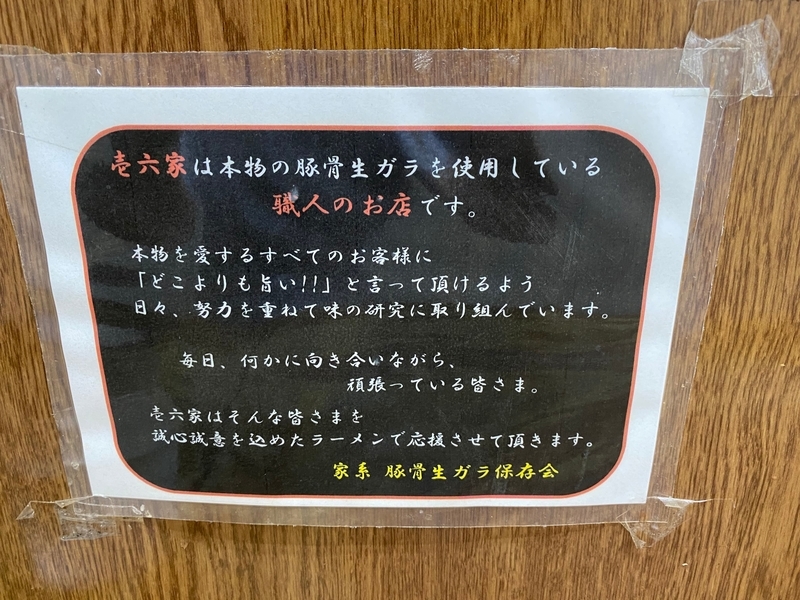 壱六家は本物の豚骨生ガラを使用している
職人のお店です。
本物を愛するすべてのお客様に
「どこよりも旨い!!」と言って頂けるよう
日々、努力を重ねて味の研究に取り組んでいます。
毎日、何かに向き合いながら、
頑張っている皆さま。
壱六家はそんな皆さまを
誠心誠意を込めたラーメンで応援させて頂きます。
家系 豚骨生ガラ保存会